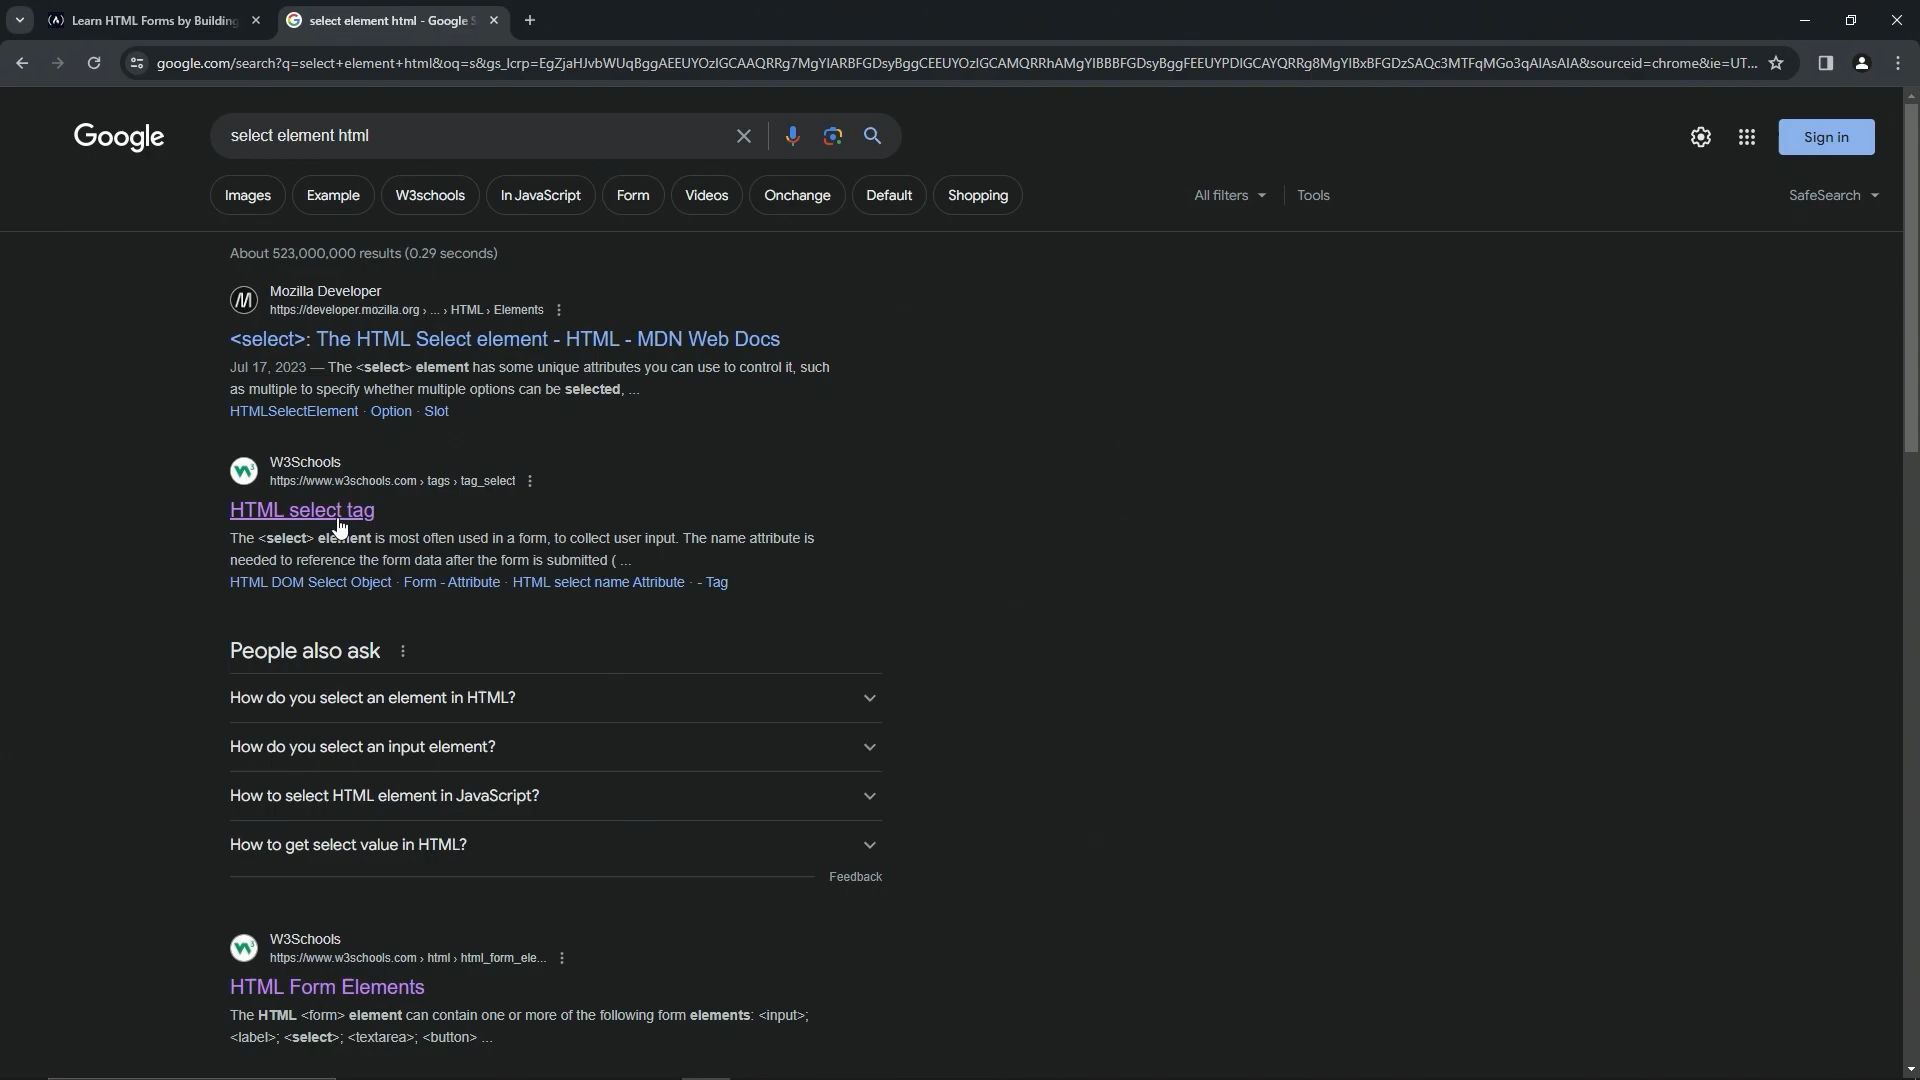 Learn HTML Forms by Building
select element html - Google S
google.com/search?q=select+element+html&oq=s&gs_lcrp=EgZjaHJvbWUqBggAEEUYOzIGCAAQRRg7MgYIARBFGDsyBggCEEUYOzIGCAMQRRhAMgYIBBBFGDsyBggFEEUYPDIGCAYQRRg8MgYIBxBFGDzSAQc3MTFqMGo3qAIAsAIA&sourceid=chrome&ie=UT...
Google
select element html
Sign in
Images
Example
W3schools
In JavaScript
Form
Videos
Onchange
Default
Shopping
All filters
Tools
SafeSearch
About 523,000,000 results (0.29 seconds)
Mozilla Developer
https://developer.mozilla.org › ... › HTML › Elements
<select>: The HTML Select element - HTML - MDN Web Docs
Jul 17, 2023 — The <select> element has some unique attributes you can use to control it, such
as multiple to specify whether multiple options can be selected, ...
HTMLSelectElement · Option · Slot
W3Schools
https://www.w3schools.com › tags › tag_select
HTML select tag
The <select> element is most often used in a form, to collect user input. The name attribute is
needed to reference the form data after the form is submitted ( ...
HTML DOM Select Object · Form - Attribute · HTML select name Attribute · - Tag
People also ask
How do you select an element in HTML?
How do you select an input element?
How to select HTML element in JavaScript?
How to get select value in HTML?
Feedback
W3Schools
https://www.w3schools.com › html › html_form_ele...
HTML Form Elements
The HTML <form> element can contain one or more of the following form elements: <input>;
<label>; <select>; <textarea>; <button> ...